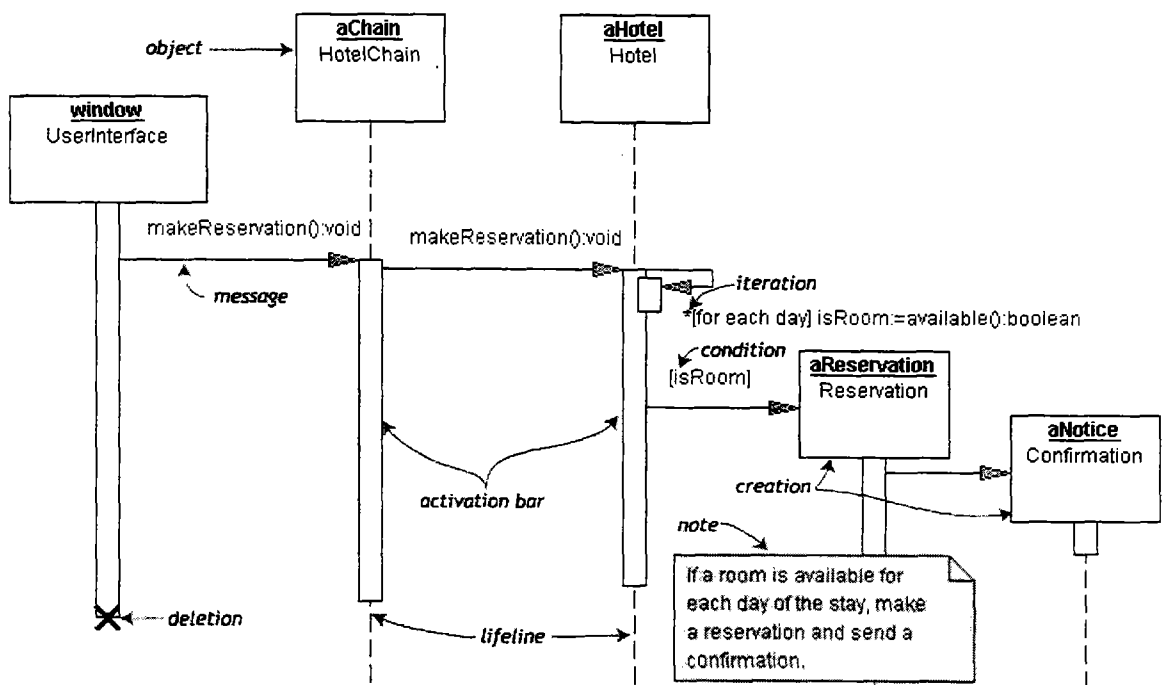 aChain
HotelChain
aHotel
Hotel
object
window
UserInterface
makeReservation():void
makeReservation():void
message
iteration
*[for each day] isRoom:=available():boolean
condition
[isRoom]
aReservation
Reservation
aNotice
Confirmation
activation bar
creation
note
If a room is available for
each day of the stay, make
a reservation and send a
confirmation.
deletion
lifeline